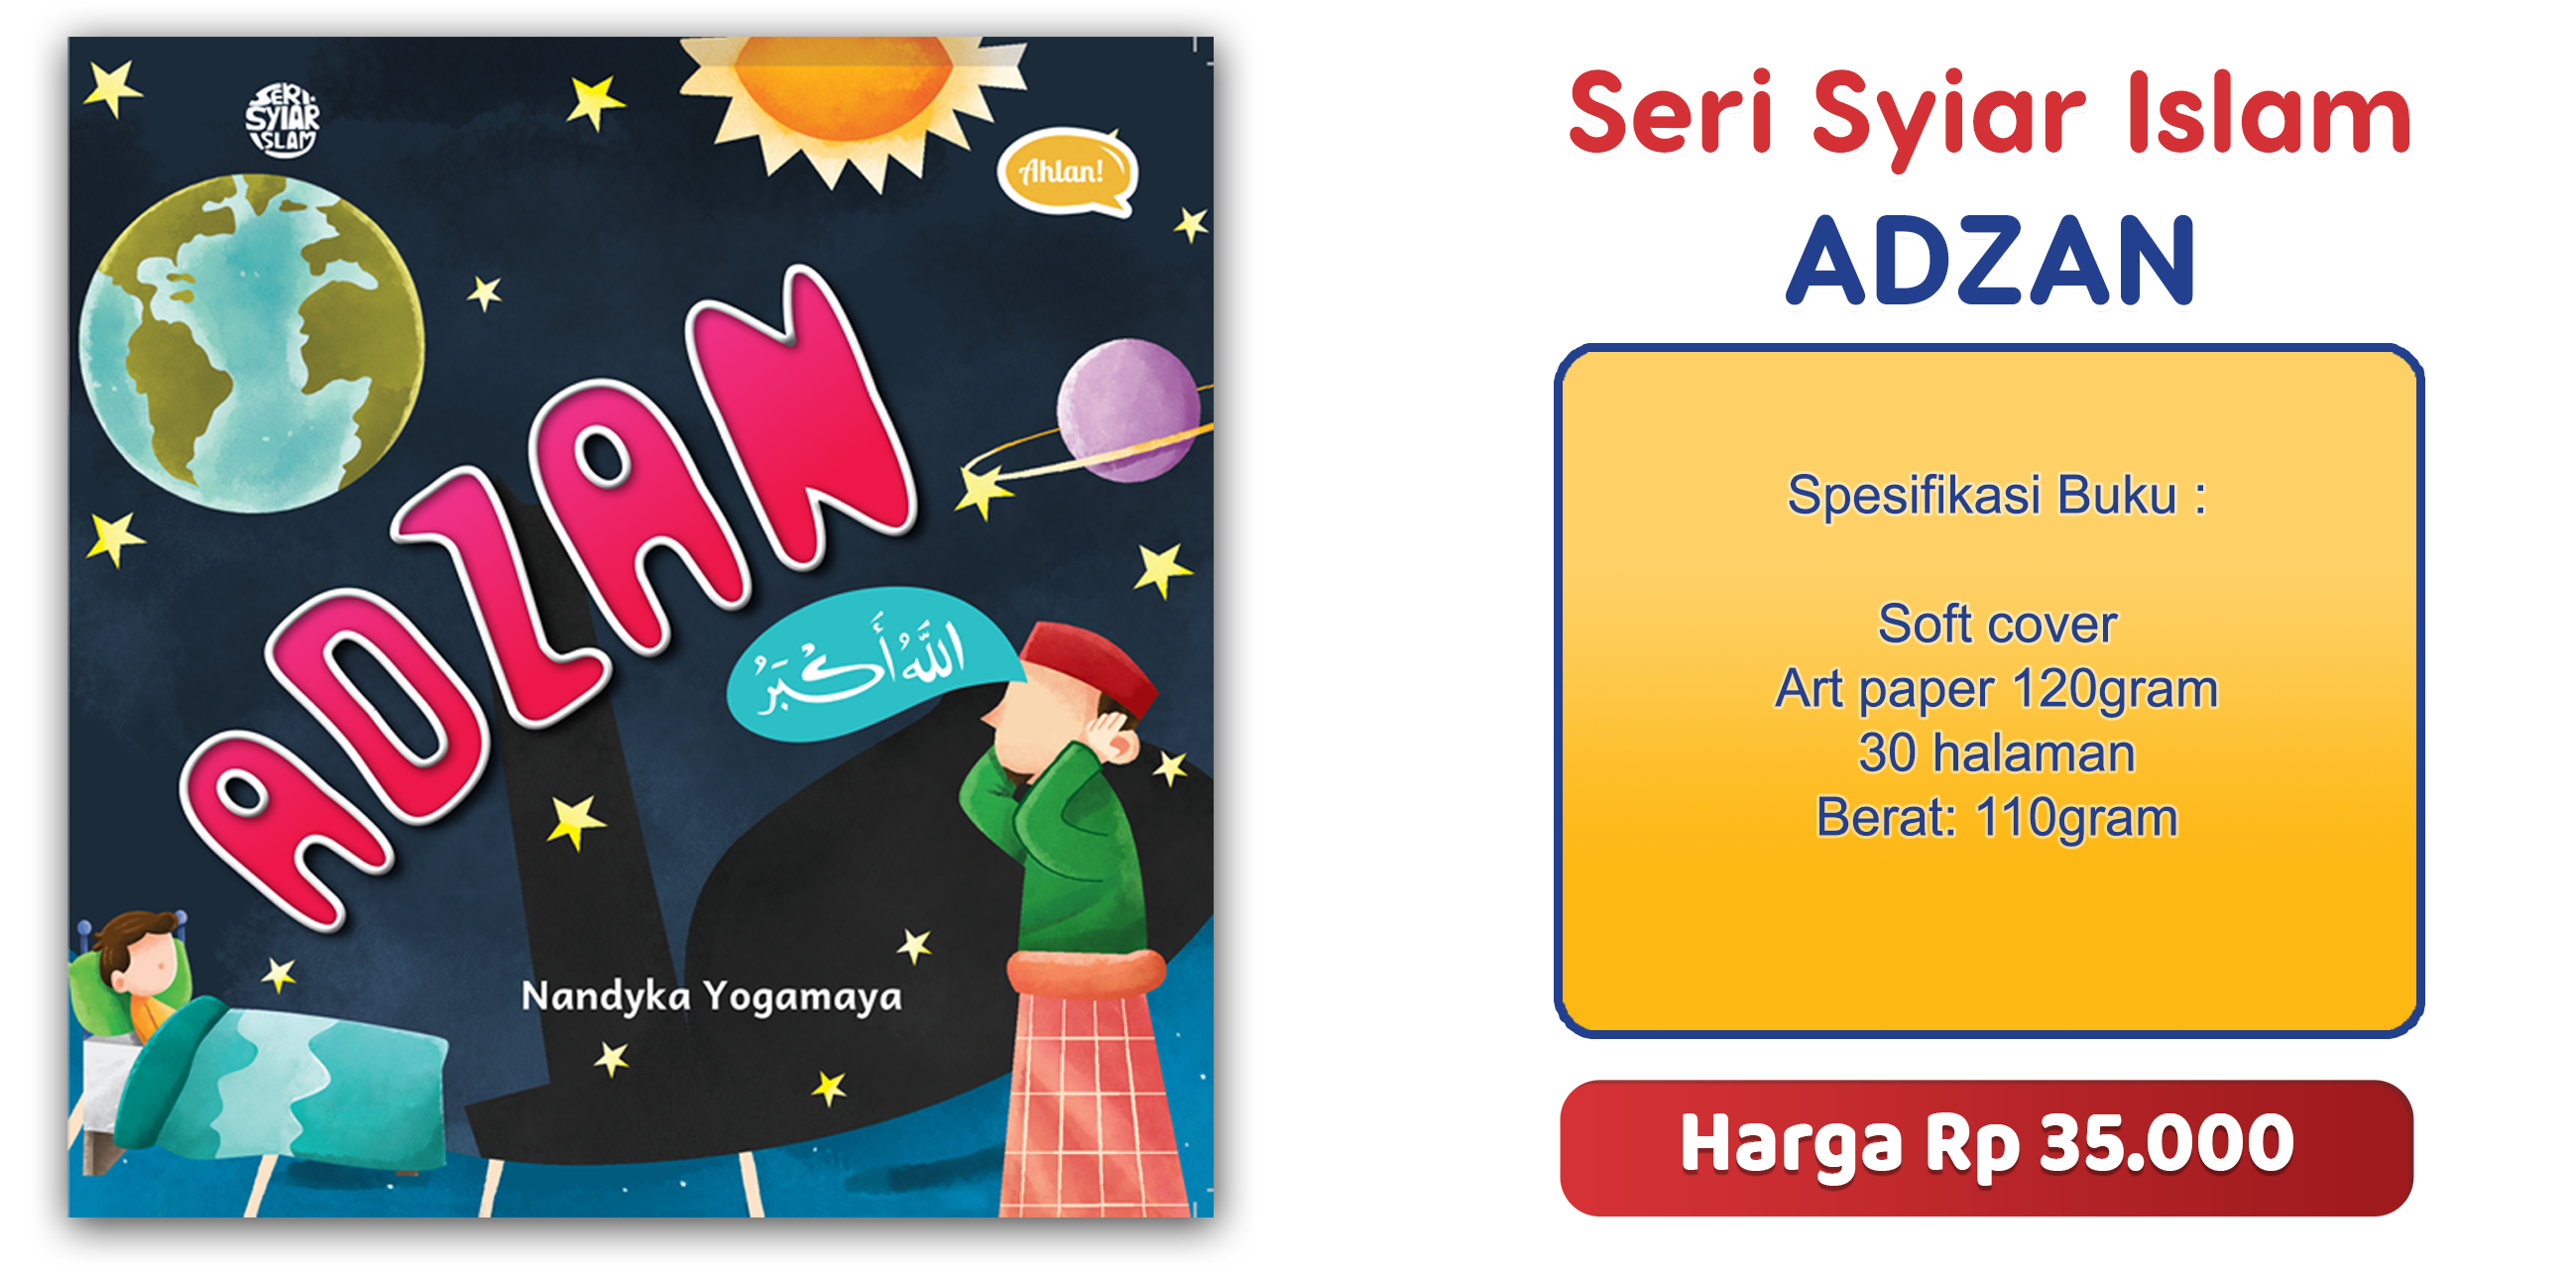 SERI
SYIAR
ISLAM
Ahlan!
ADZAN
اللَّهُ أَكْبَرُ
Nandyka Yogamaya
Seri Syiar Islam
ADZAN
Spesifikasi Buku :
Soft cover
Art paper 120gram
30 halaman
Berat: 110gram
Harga Rp 35.000